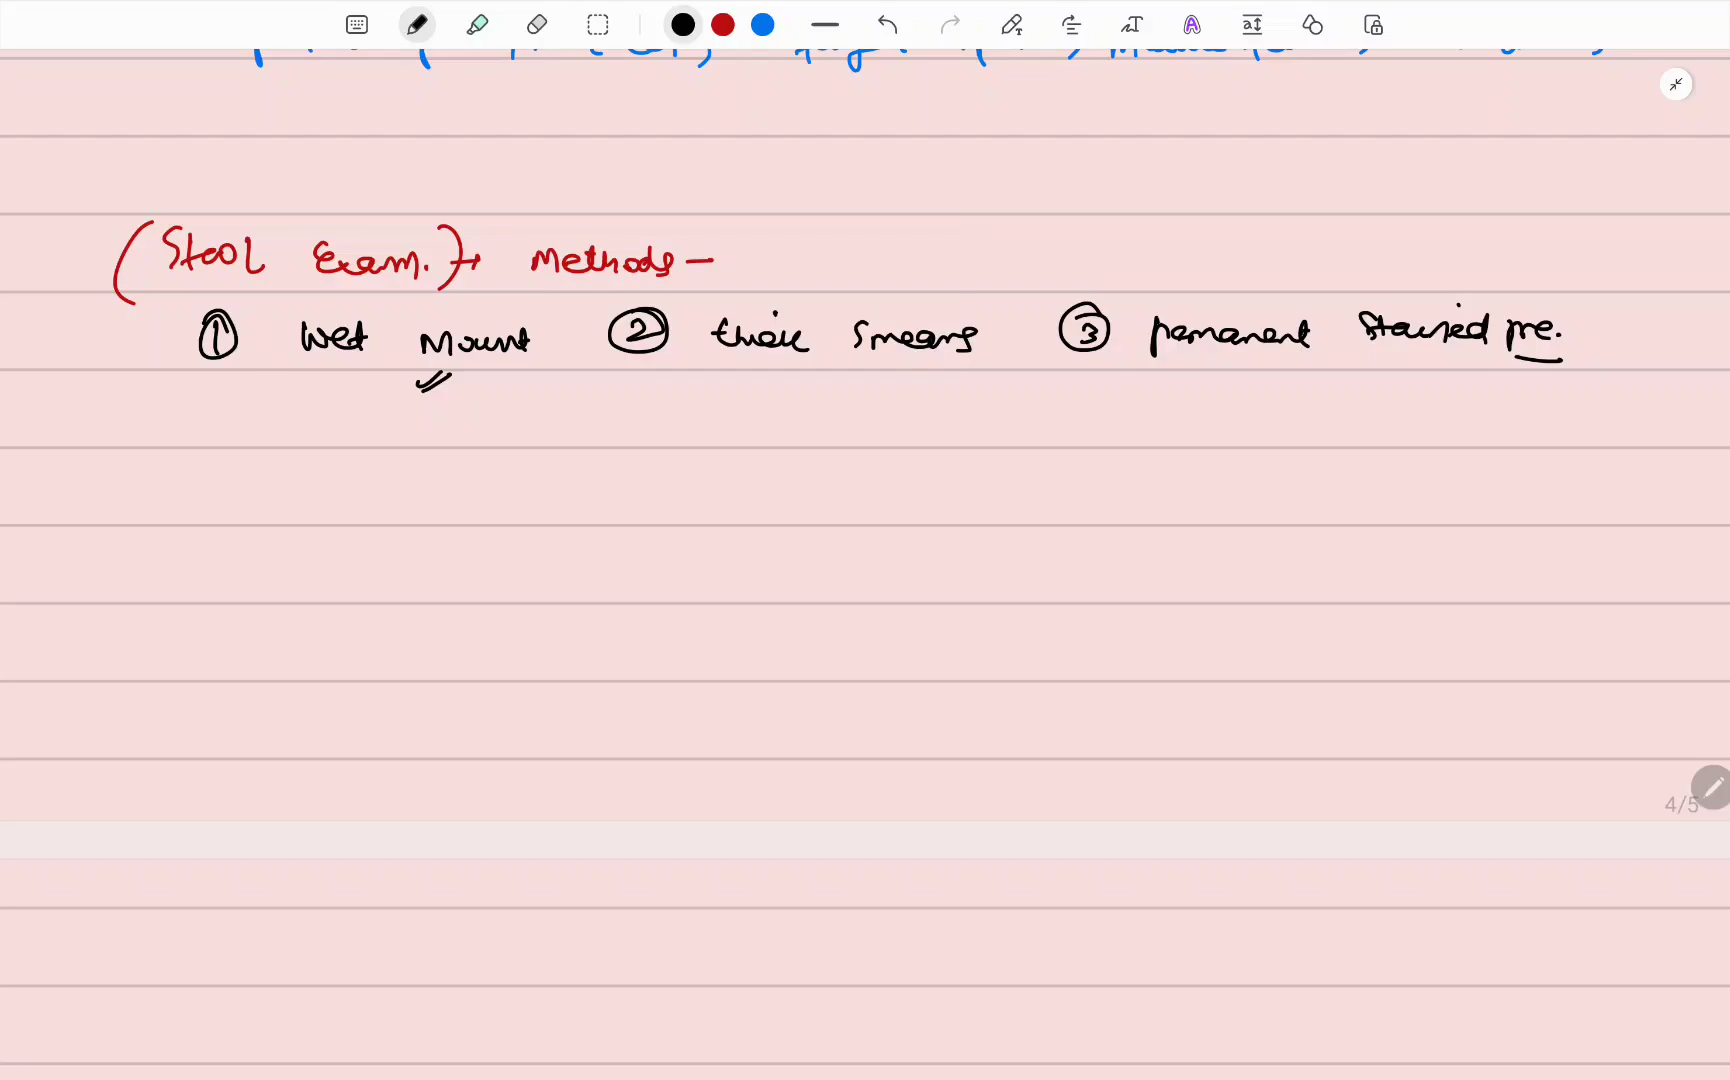 (Stool Exam.) → Methods –
① Wet Mount ② thick Smears ③ permanent stained pre.
4/5